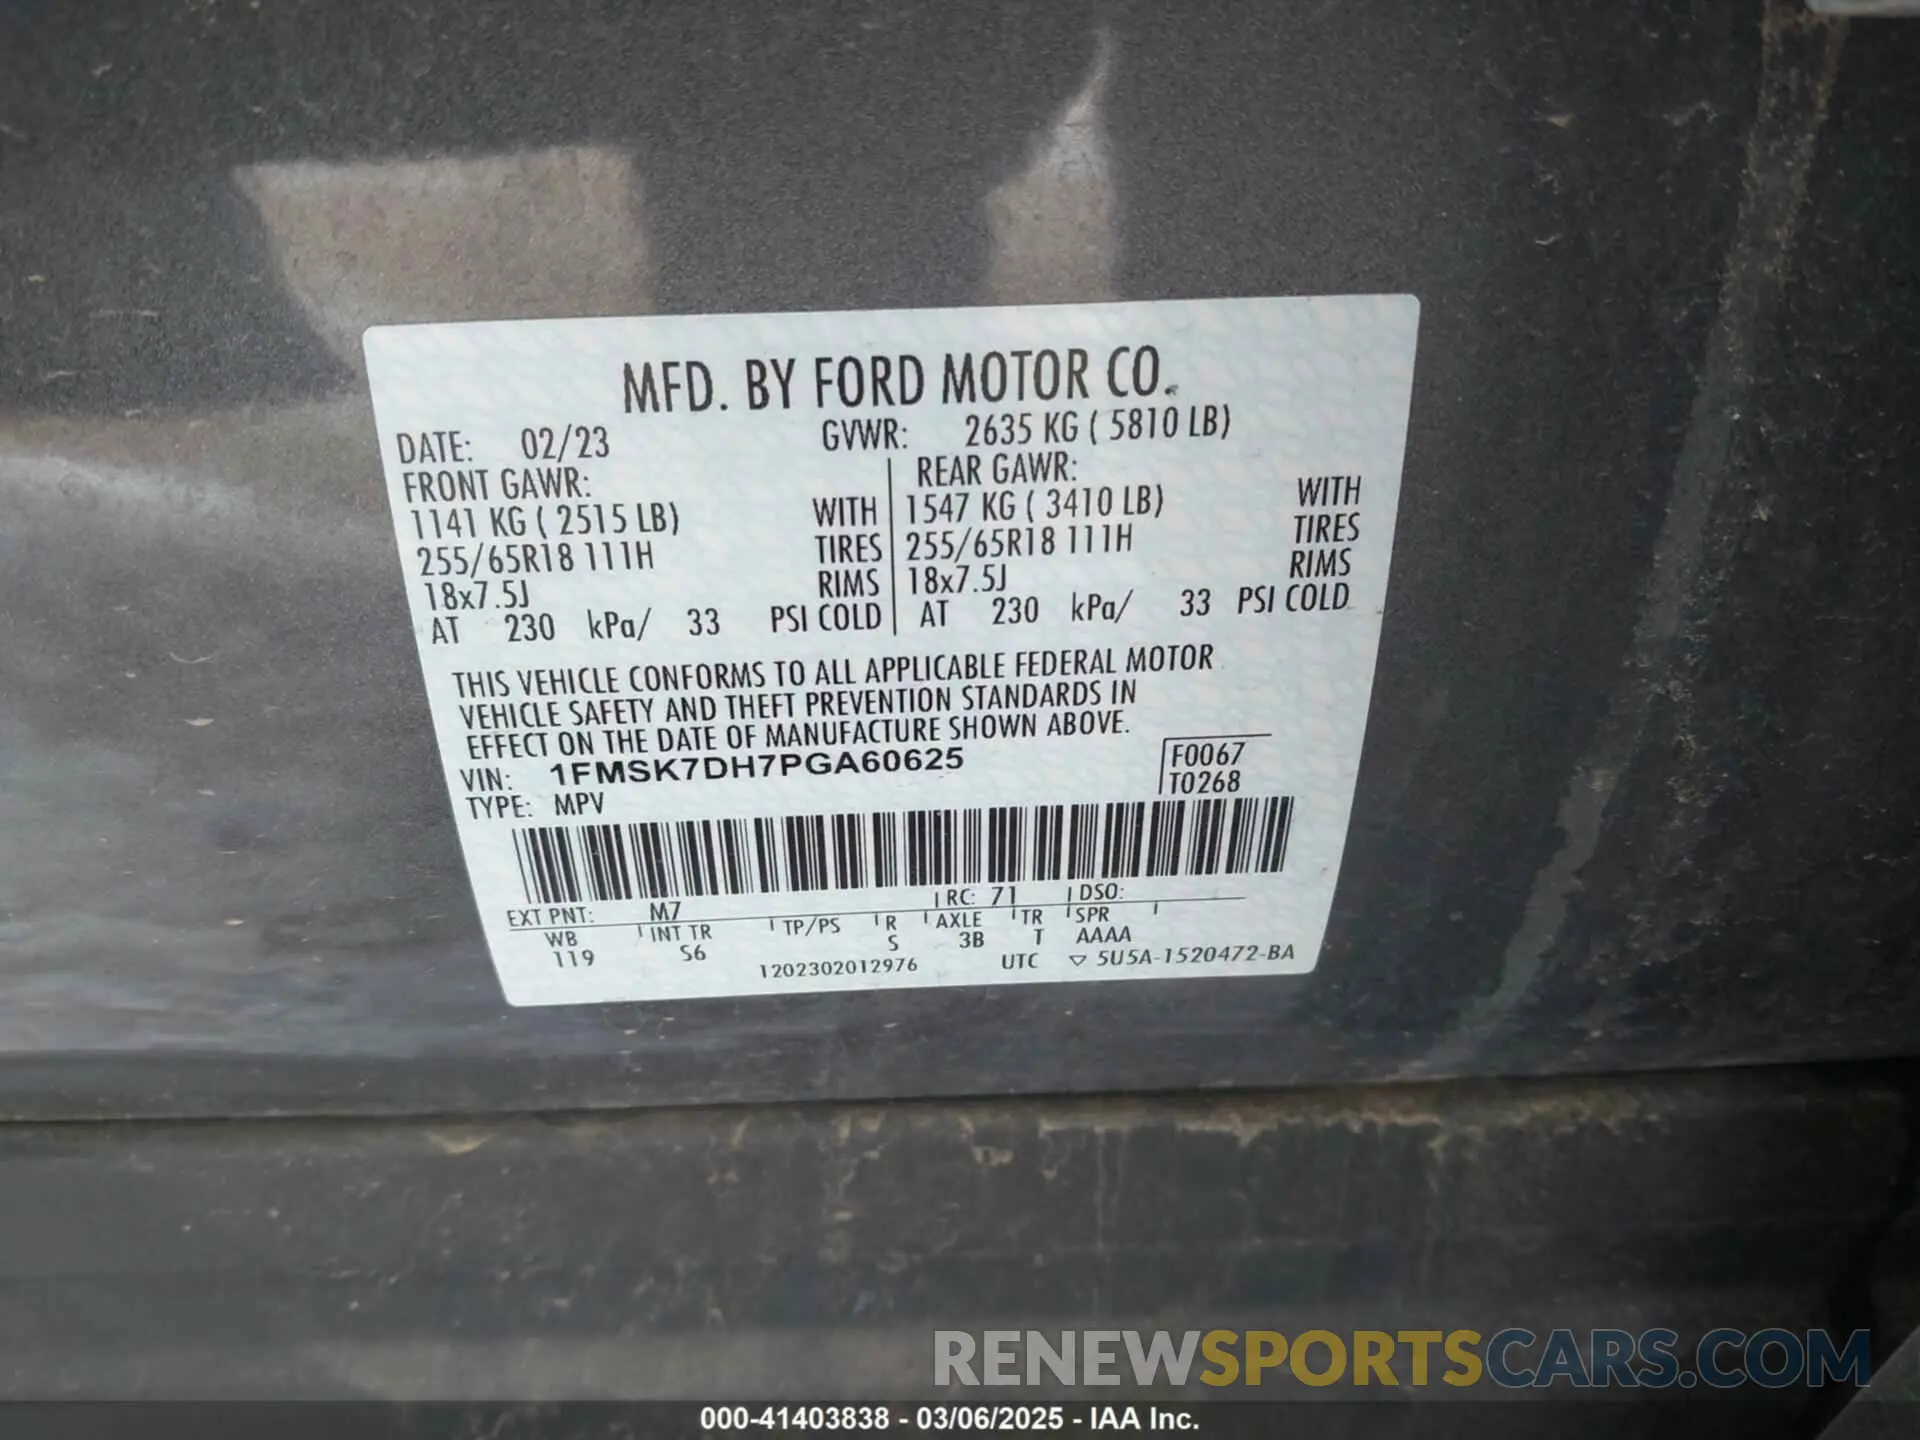 MFD. BY FORD MOTOR CO.
DATE: 02/23 GVWR: 2635 KG ( 5810 LB)
FRONT GAWR: REAR GAWR:
1141 KG ( 2515 LB) WITH 1547 KG ( 3410 LB) WITH
255/65R18 111H TIRES 255/65R18 111H TIRES
18x7.5J RIMS 18x7.5J RIMS
AT 230 kPa/ 33 PSI COLD AT 230 kPa/ 33 PSI COLD
THIS VEHICLE CONFORMS TO ALL APPLICABLE FEDERAL MOTOR
VEHICLE SAFETY AND THEFT PREVENTION STANDARDS IN
EFFECT ON THE DATE OF MANUFACTURE SHOWN ABOVE.
VIN: 1FMSK7DH7PGA60625 F0067
TYPE: MPV T0268
EXT PNT: M7 RC: 71 DSO:
WB INT TR TP/PS R AXLE TR SPR
119 S6 S 3B T AAAA
1202302012976 UTC ▽ 5U5A-1520472-BA
RENEWSPORTSCARS.COM
000-41403838 - 03/06/2025 - IAA Inc.